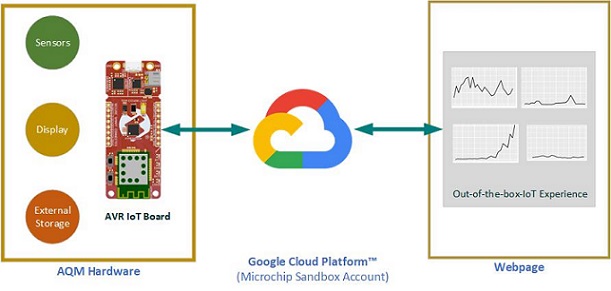 Sensors
Display
External
Storage
AVR IoT Board
AQM Hardware
Google Cloud Platform™
(Microchip Sandbox Account)
Out-of-the-box-IoT Experience
Webpage